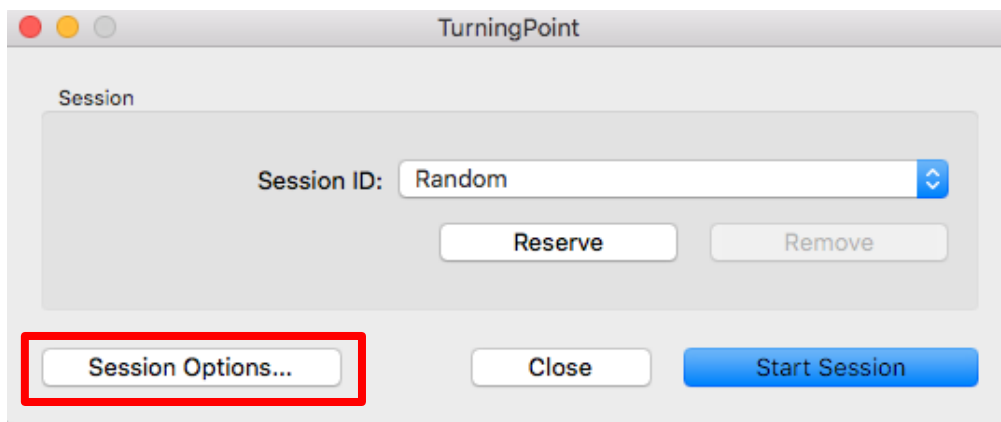 TurningPoint
Session
Session ID: Random
Reserve Remove
Session Options... Close Start Session